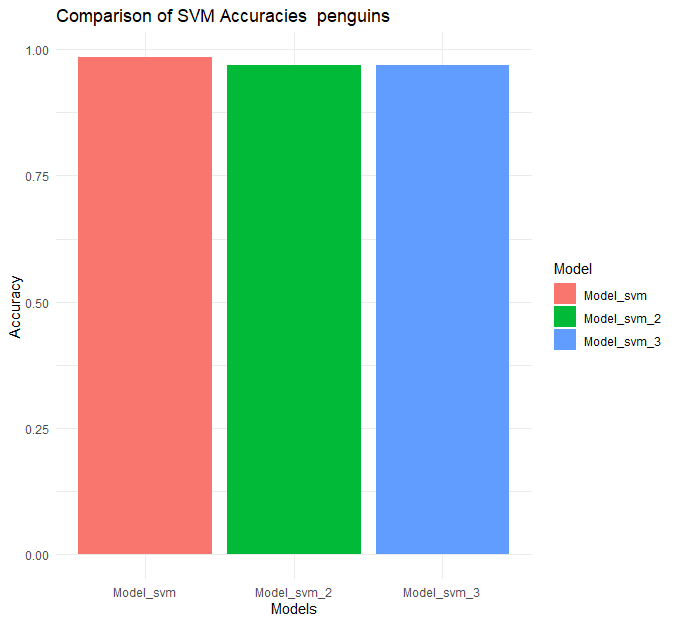 Comparison of SVM Accuracies  penguins
1.00
0.75
0.50
0.25
0.00
Accuracy
Model_svm
Model_svm_2
Model_svm_3
Models
Model
Model_svm
Model_svm_2
Model_svm_3